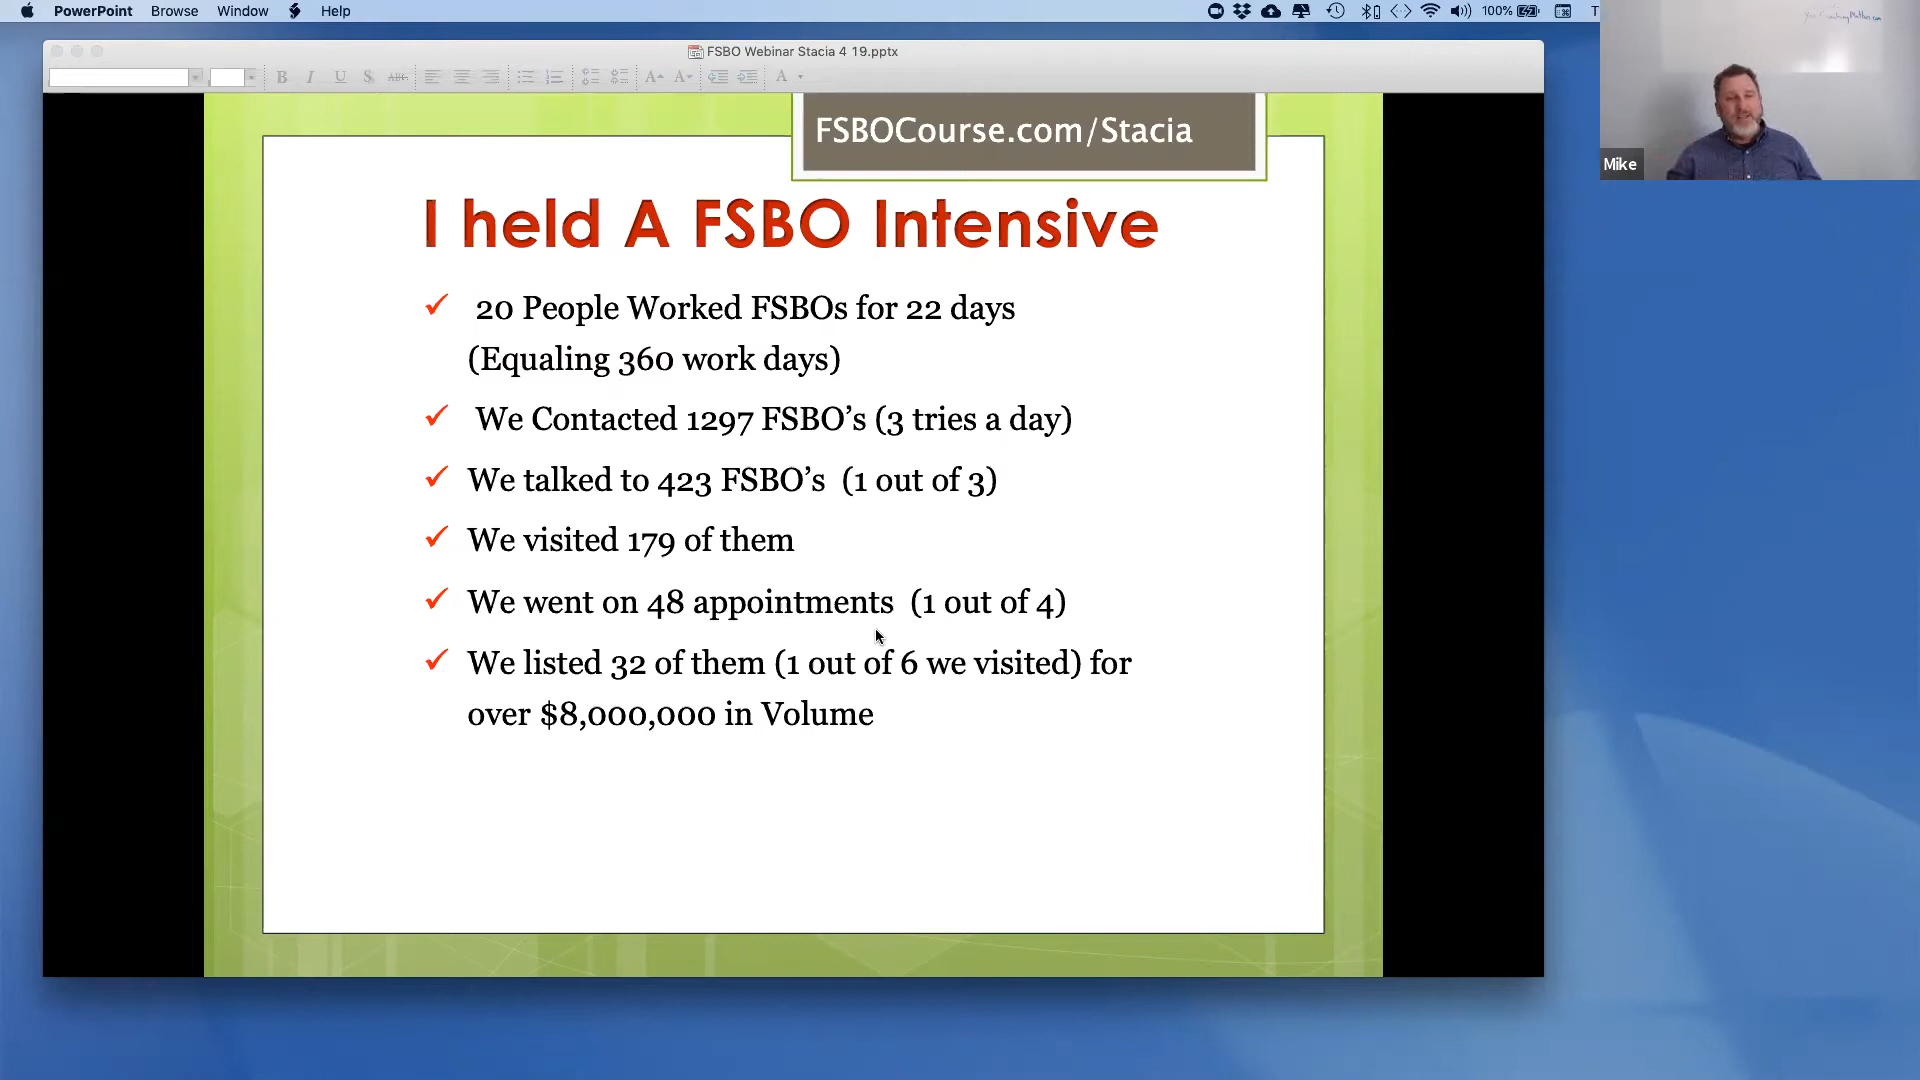 PowerPoint Browse Window Help
100%
T
FSBO Webinar Stacia 4 19.pptx
B I U S ABC A A A
FSBOCourse.com/Stacia
I held A FSBO Intensive
20 People Worked FSBOs for 22 days
(Equaling 360 work days)
We Contacted 1297 FSBO’s (3 tries a day)
We talked to 423 FSBO’s (1 out of 3)
We visited 179 of them
We went on 48 appointments (1 out of 4)
We listed 32 of them (1 out of 6 we visited) for
over $8,000,000 in Volume
Mike